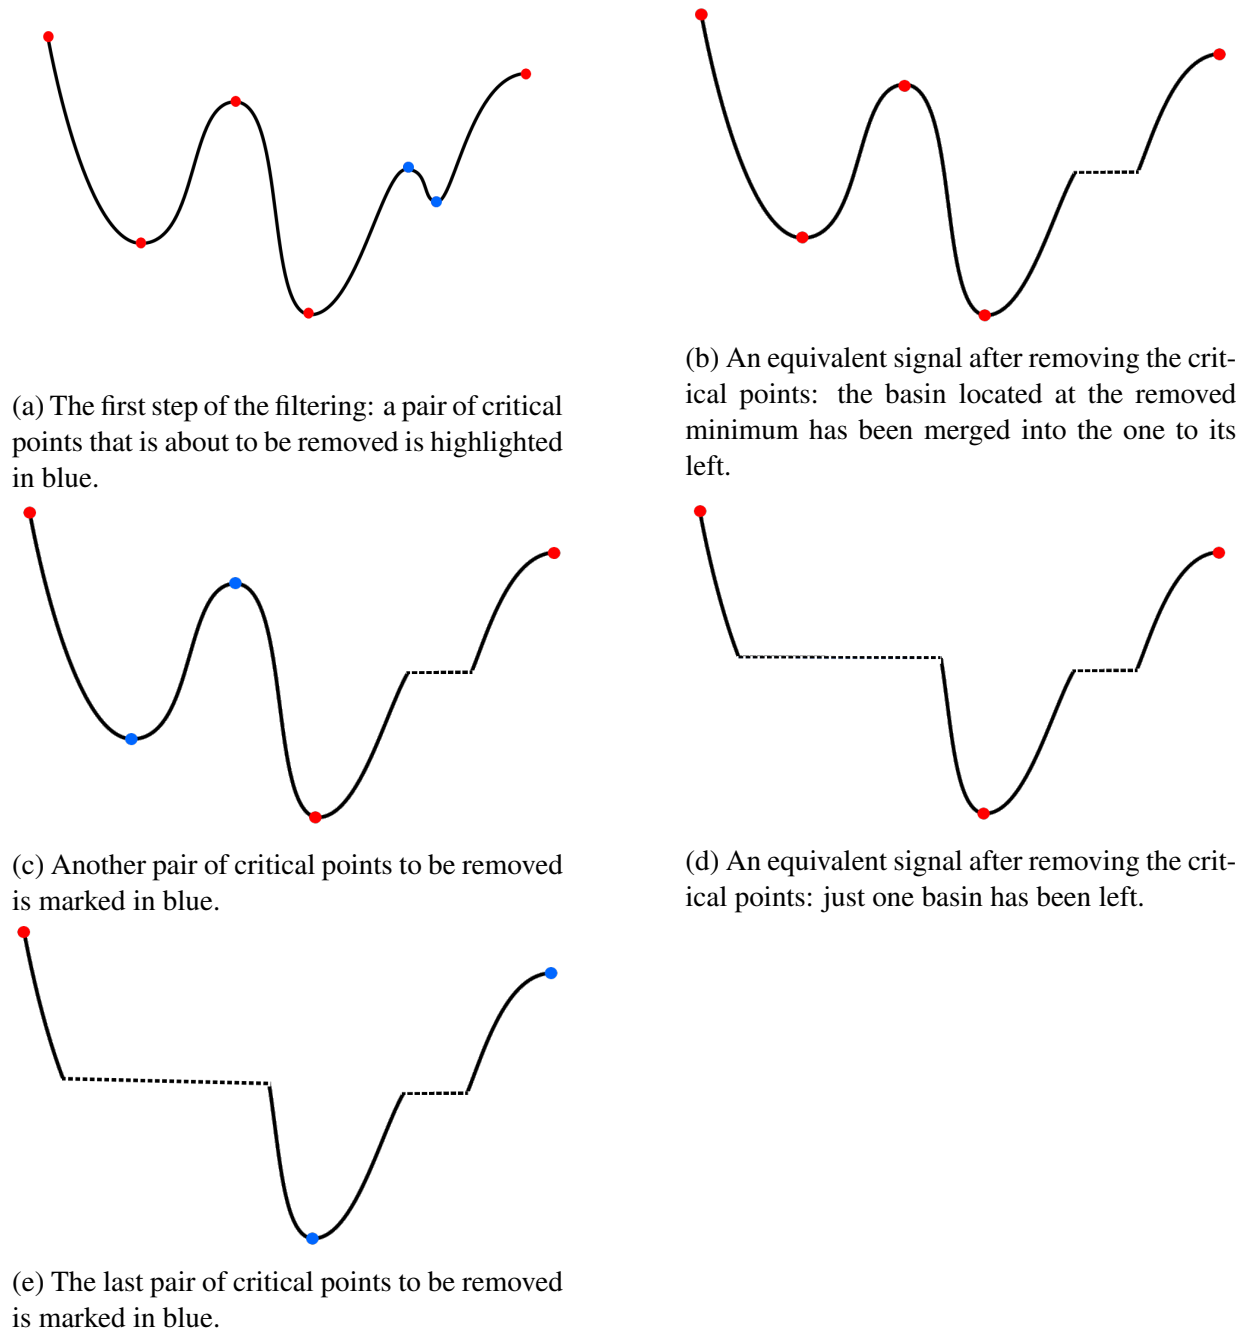 (a) The first step of the filtering: a pair of critical
points that is about to be removed is highlighted
in blue.
(b) An equivalent signal after removing the crit-
ical points: the basin located at the removed
minimum has been merged into the one to its
left.
(c) Another pair of critical points to be removed
is marked in blue.
(d) An equivalent signal after removing the crit-
ical points: just one basin has been left.
(e) The last pair of critical points to be removed
is marked in blue.